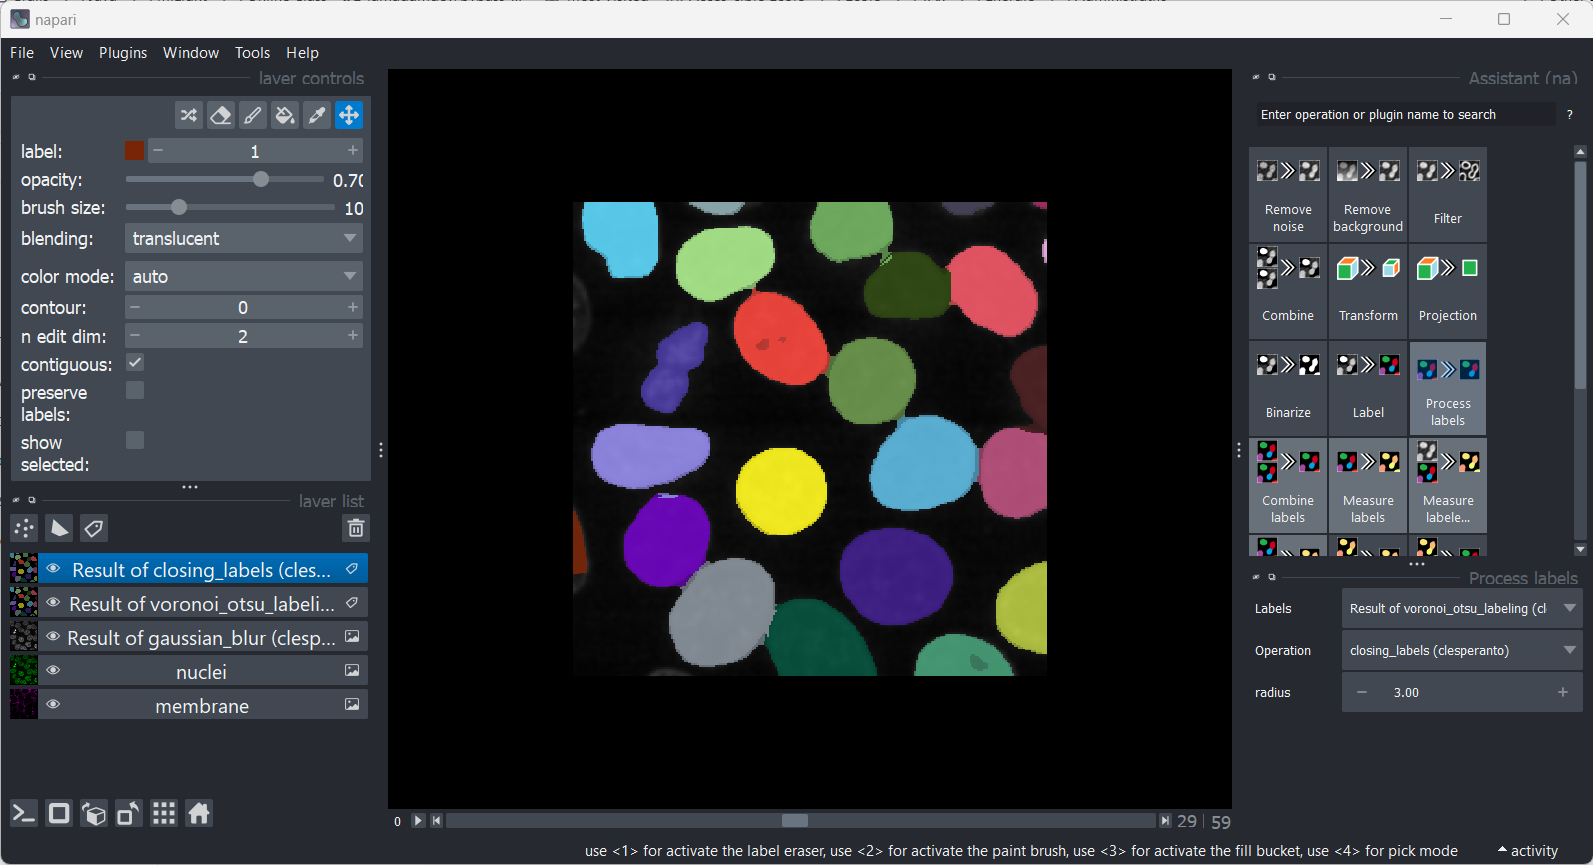 napari
File View Plugins Window Tools Help
layer controls
label: 1
opacity: 0.70
brush size: 10
blending: translucent
color mode: auto
contour: 0
n edit dim: 2
contiguous:
preserve
labels:
show
selected:
layer list
Result of closing_labels (cles...
Result of voronoi_otsu_labeli...
Result of gaussian_blur (clesp...
nuclei
membrane
0
29 | 59
Assistant (na)
Enter operation or plugin name to search ?
Remove
noise
Remove
background
Filter
Combine
Transform
Projection
Binarize
Label
Process
labels
Combine
labels
Measure
labels
Measure
labele...
Process labels
Labels Result of voronoi_otsu_labeling (cl
Operation closing_labels (clesperanto)
radius 3.00
use <1> for activate the label eraser, use <2> for activate the paint brush, use <3> for activate the fill bucket, use <4> for pick mode
activity